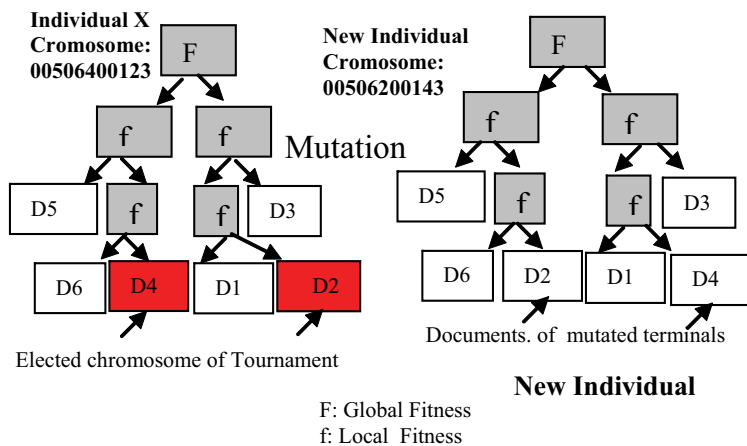 Individual X
Cromosome:
00506400123
F
f
f
D5
f
f
D3
D6
D4
D1
D2
Elected chromosome of Tournament
Mutation
New Individual
Cromosome:
00506200143
F
f
f
D5
f
f
D3
D6
D2
D1
D4
Documents. of mutated terminals
New Individual
F: Global Fitness
f: Local Fitness